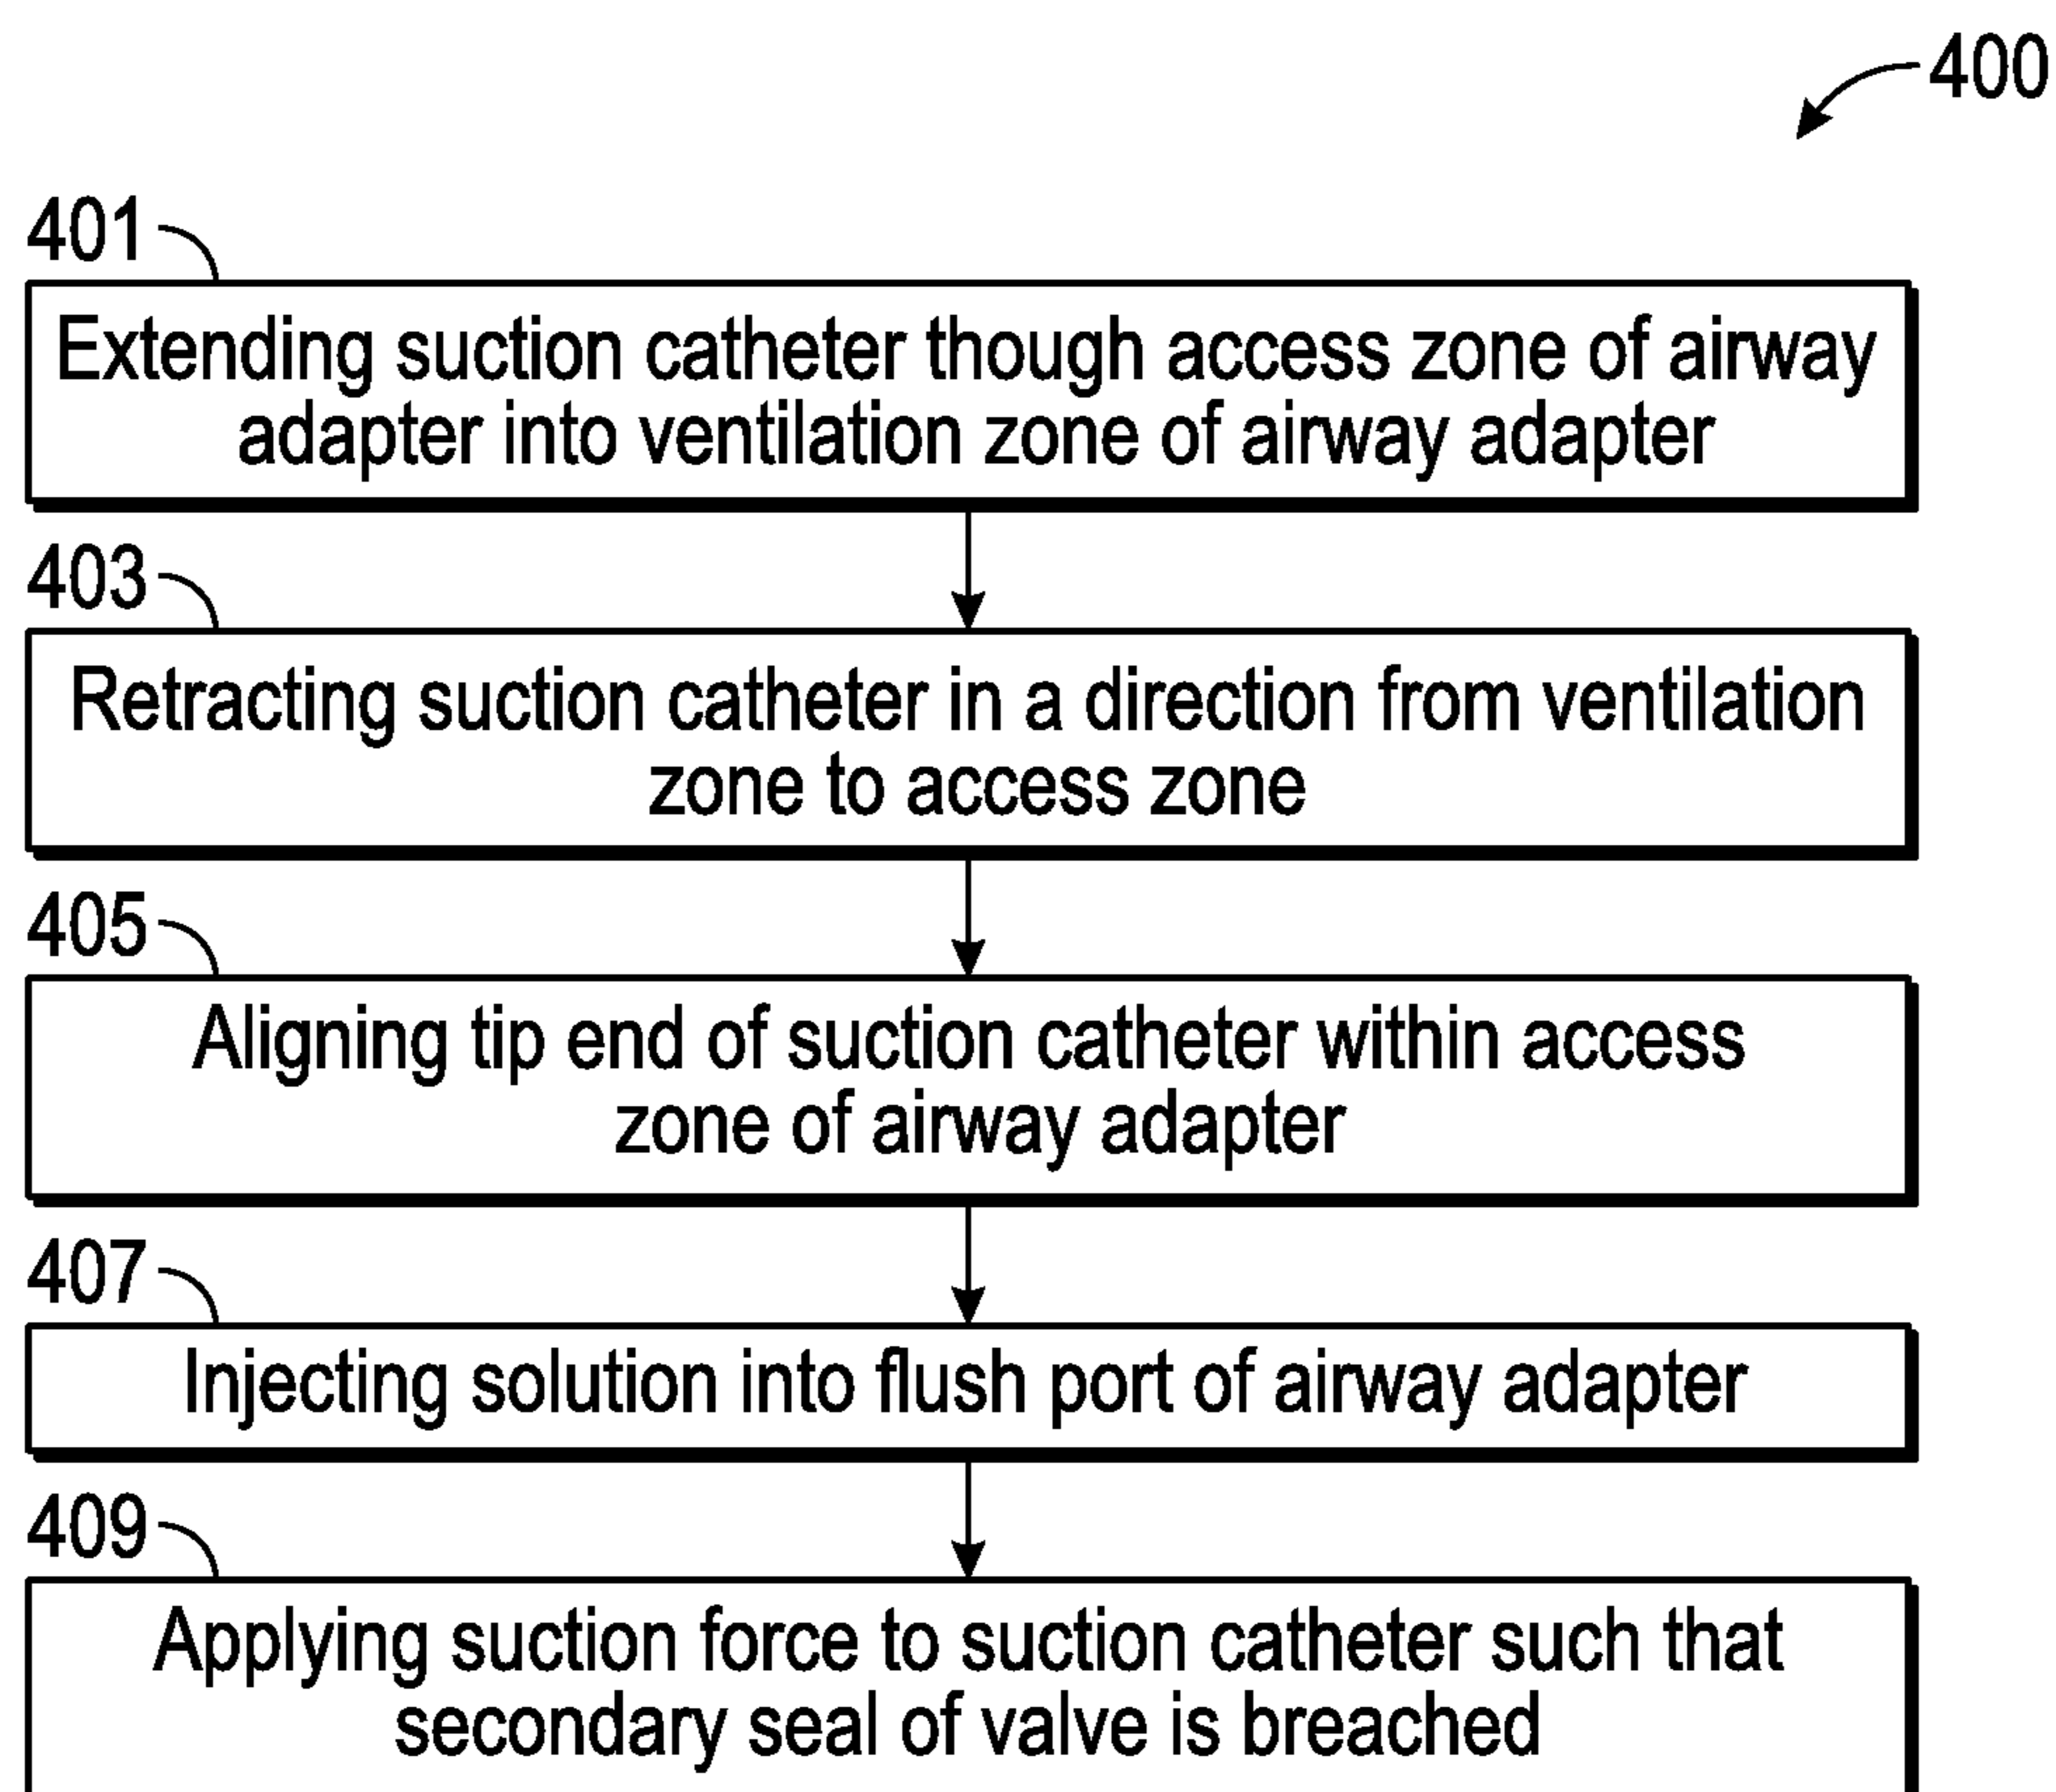 400
401
Extending suction catheter though access zone of airway
adapter into ventilation zone of airway adapter
403
Retracting suction catheter in a direction from ventilation
zone to access zone
405
Aligning tip end of suction catheter within access
zone of airway adapter
407
Injecting solution into flush port of airway adapter
409
Applying suction force to suction catheter such that
secondary seal of valve is breached